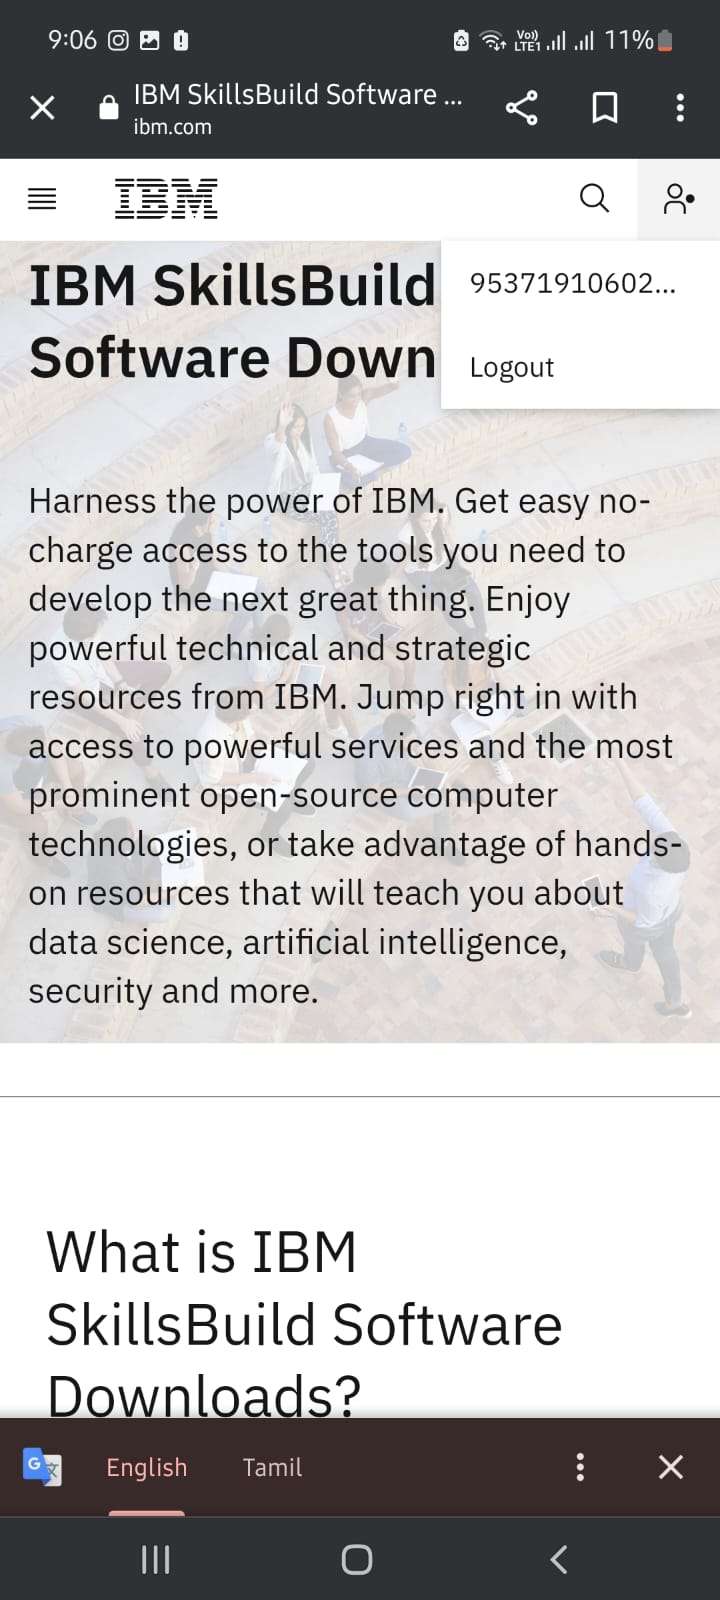 9:06
Vo))
LTE1
11%
IBM SkillsBuild Software ...
ibm.com
IBM
95371910602...
Logout
IBM SkillsBuild
Software Down
Harness the power of IBM. Get easy no-
charge access to the tools you need to
develop the next great thing. Enjoy
powerful technical and strategic
resources from IBM. Jump right in with
access to powerful services and the most
prominent open-source computer
technologies, or take advantage of hands-
on resources that will teach you about
data science, artificial intelligence,
security and more.
What is IBM
SkillsBuild Software
Downloads?
English
Tamil